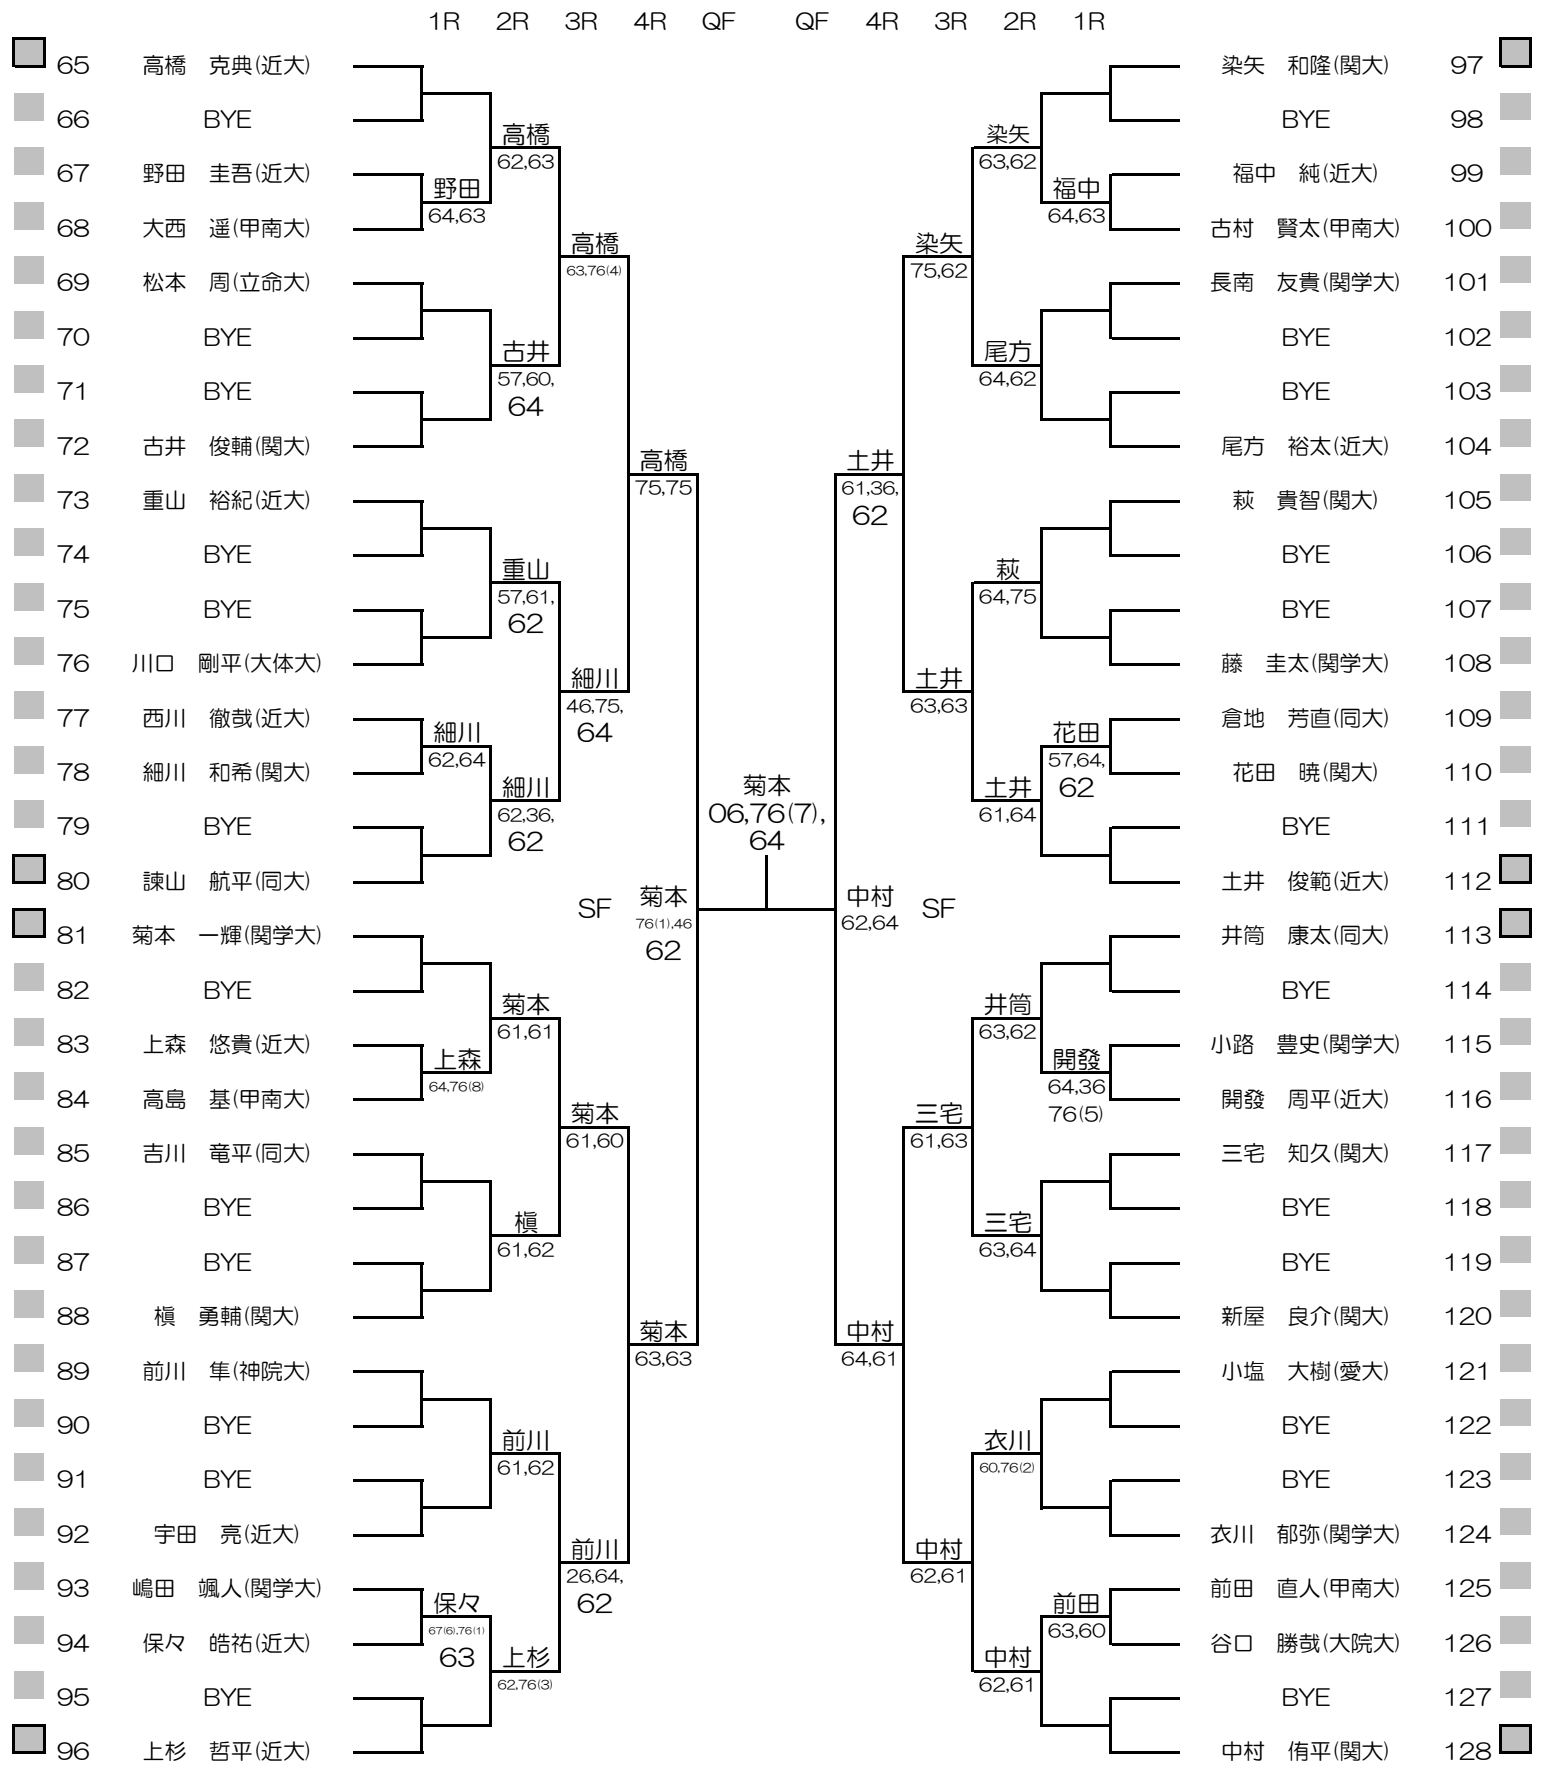 1R 2R 3R 4R QF QF 4R 3R 2R 1R
65 高橋 克典(近大)
66 BYE
67 野田 圭吾(近大)
68 大西 遥(甲南大)
69 松本 周(立命大)
70 BYE
71 BYE
72 古井 俊輔(関大)
73 重山 裕紀(近大)
74 BYE
75 BYE
76 川口 剛平(大体大)
77 西川 徹哉(近大)
78 細川 和希(関大)
79 BYE
80 諫山 航平(同大)
81 菊本 一輝(関学大)
82 BYE
83 上森 悠貴(近大)
84 高島 基(甲南大)
85 吉川 竜平(同大)
86 BYE
87 BYE
88 槇 勇輔(関大)
89 前川 隼(神院大)
90 BYE
91 BYE
92 宇田 亮(近大)
93 嶋田 颯人(関学大)
94 保々 皓祐(近大)
95 BYE
96 上杉 哲平(近大)
野田
64,63
細川
62,64
上森
64,76(8)
保々
67(6),76(1)
63
高橋
62,63
古井
57,60,
64
重山
57,61,
62
細川
62,36,
62
菊本
61,61
槇
61,62
前川
61,62
上杉
62,76(3)
高橋
63,76(4)
細川
46,75,
64
菊本
61,60
前川
26,64,
62
高橋
75,75
菊本
63,63
SF
菊本
76(1),46
62
菊本
06,76(7),
64
中村
62,64
SF
土井
61,36,
62
中村
64,61
染矢
75,62
土井
63,63
三宅
61,63
中村
62,61
染矢
63,62
尾方
64,62
萩
64,75
土井
61,64
井筒
63,62
三宅
63,64
衣川
60,76(2)
中村
62,61
福中
64,63
花田
57,64,
62
開發
64,36
76(5)
前田
63,60
染矢 和隆(関大) 97
BYE 98
福中 純(近大) 99
古村 賢太(甲南大) 100
長南 友貴(関学大) 101
BYE 102
BYE 103
尾方 裕太(近大) 104
萩 貴智(関大) 105
BYE 106
BYE 107
藤 圭太(関学大) 108
倉地 芳直(同大) 109
花田 暁(関大) 110
BYE 111
土井 俊範(近大) 112
井筒 康太(同大) 113
BYE 114
小路 豊史(関学大) 115
開發 周平(近大) 116
三宅 知久(関大) 117
BYE 118
BYE 119
新屋 良介(関大) 120
小塩 大樹(愛大) 121
BYE 122
BYE 123
衣川 郁弥(関学大) 124
前田 直人(甲南大) 125
谷口 勝哉(大院大) 126
BYE 127
中村 侑平(関大) 128